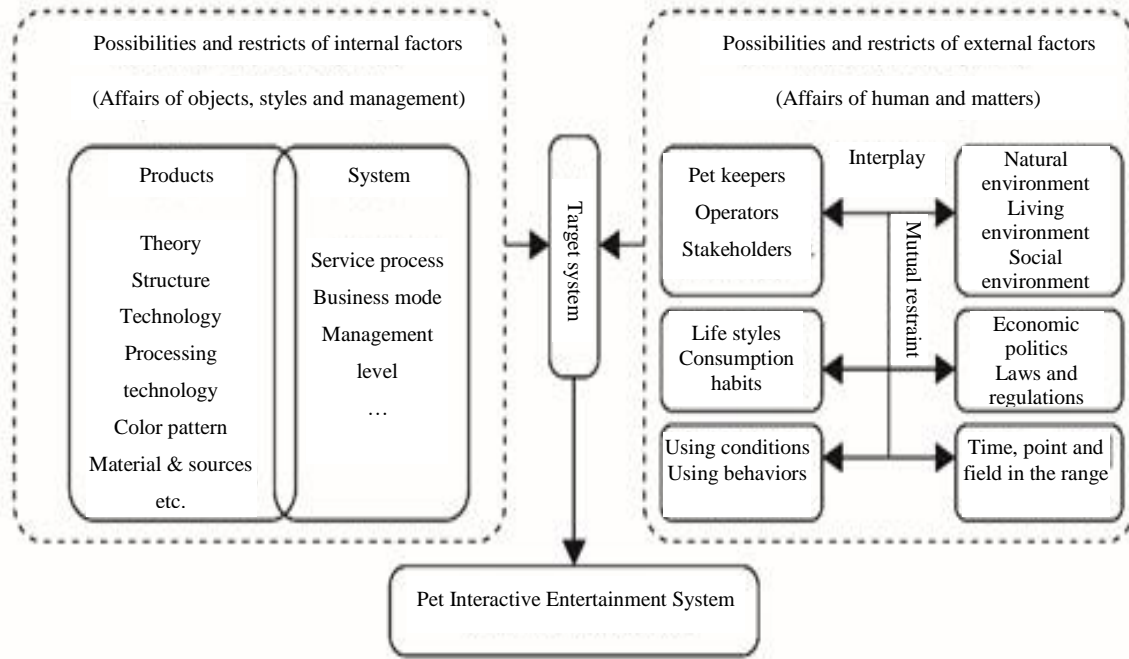 Possibilities and restricts of internal factors
(Affairs of objects, styles and management)
Products
Theory
Structure
Technology
Processing
technology
Color pattern
Material & sources
etc.
System
Service process
Business mode
Management
level
…
Target system
Possibilities and restricts of external factors
(Affairs of human and matters)
Pet keepers
Operators
Stakeholders
Interplay
Mutual restraint
Natural
environment
Living
environment
Social
environment
Life styles
Consumption
habits
Economic
politics
Laws and
regulations
Using conditions
Using behaviors
Time, point and
field in the range
Pet Interactive Entertainment System